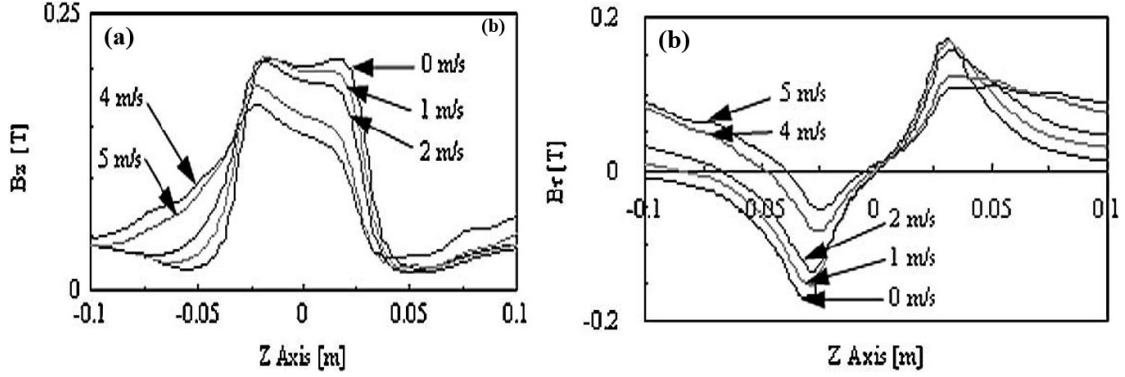 (a)
(b)
0.25
0
Bz [T]
0 m/s
1 m/s
2 m/s
4 m/s
5 m/s
-0.1
-0.05
0
0.05
0.1
Z Axis [m]
(b)
0.2
0
-0.2
Br [T]
5 m/s
4 m/s
2 m/s
1 m/s
0 m/s
-0.1
-0.05
0
0.05
0.1
Z Axis [m]